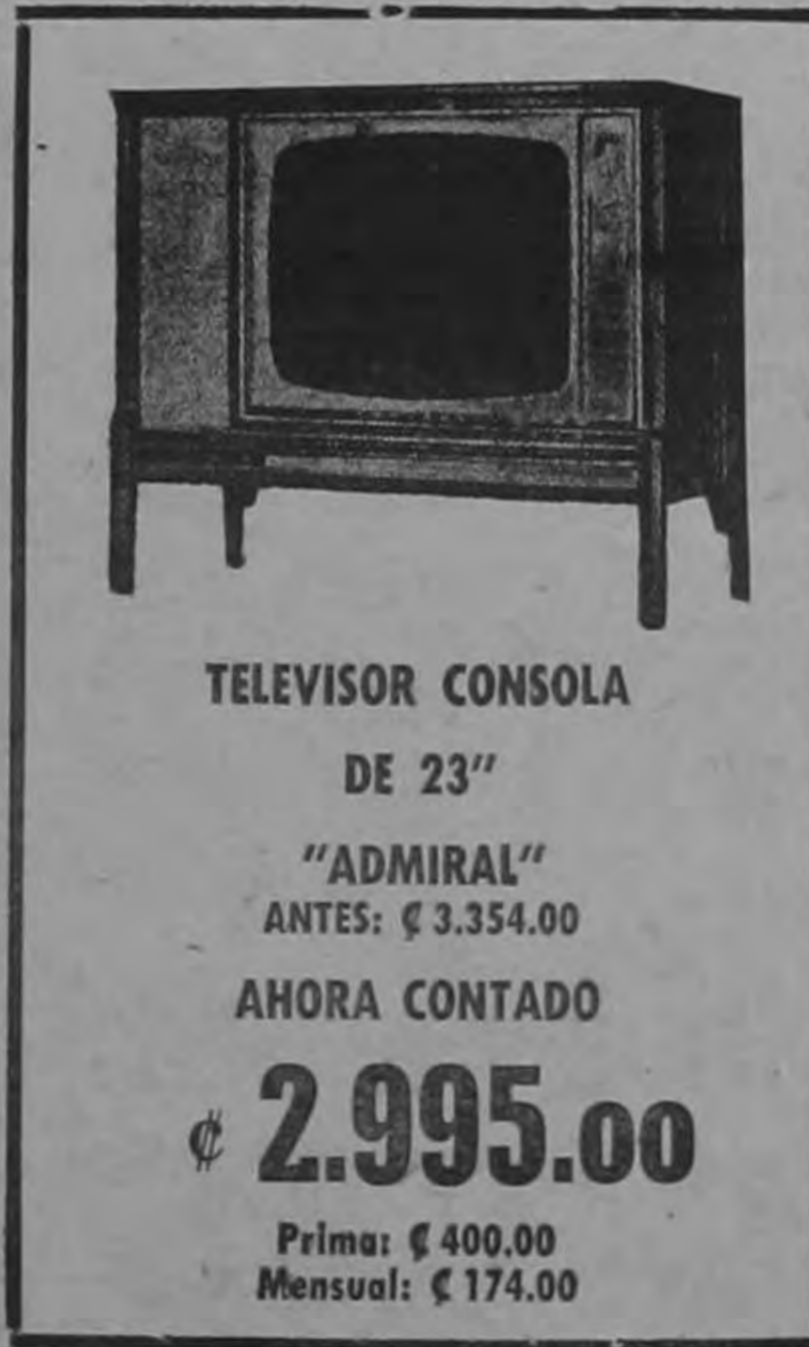 TELEVISOR CONSOLA
DE 23"
"ADMIRAL"
ANTES: ₡ 3.354.00
AHORA CONTADO
₡ 2.995.00
Prima: ₡ 400.00
Mensual: ₡ 174.00